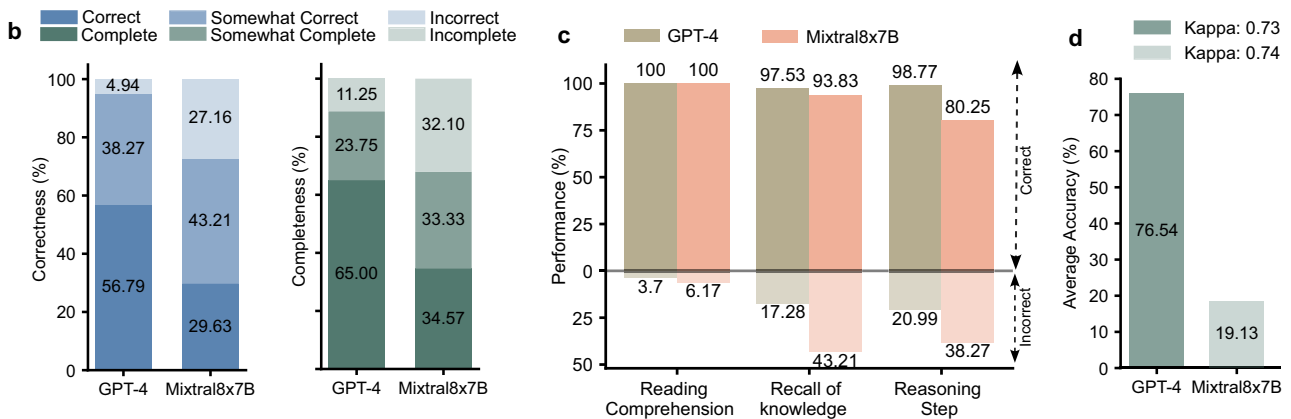 b
Correct Somewhat Correct Incorrect
Complete Somewhat Complete Incomplete
Correctness (%)
100
80
60
40
20
0
4.94
38.27
56.79
27.16
43.21
29.63
GPT-4 Mixtral8x7B
Completeness (%)
11.25
23.75
65.00
32.10
33.33
34.57
GPT-4 Mixtral8x7B
c
GPT-4 Mixtral8x7B
Performance (%)
100
80
60
40
20
0
25
50
100 100
97.53 93.83
98.77 80.25
3.7 6.17
17.28 43.21
20.99 38.27
Correct
Incorrect
Reading Comprehension
Recall of knowledge
Reasoning Step
d
Kappa: 0.73
Kappa: 0.74
Average Accuracy (%)
80
70
60
50
40
30
20
10
0
76.54
19.13
GPT-4 Mixtral8x7B